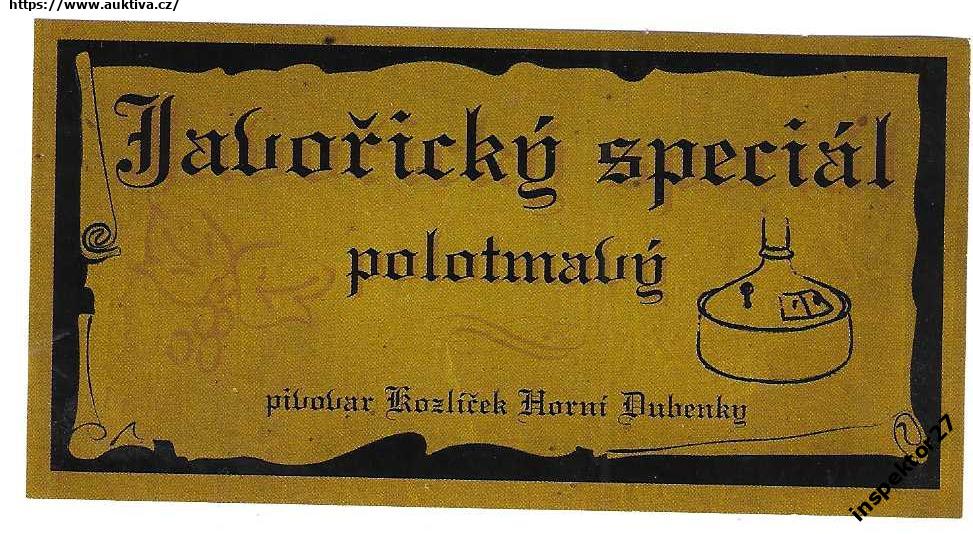 https://www.auktiva.cz/
Javořický speciál
polotmavý
pivovar Kozlíček Horní Dubenky
inspektor27